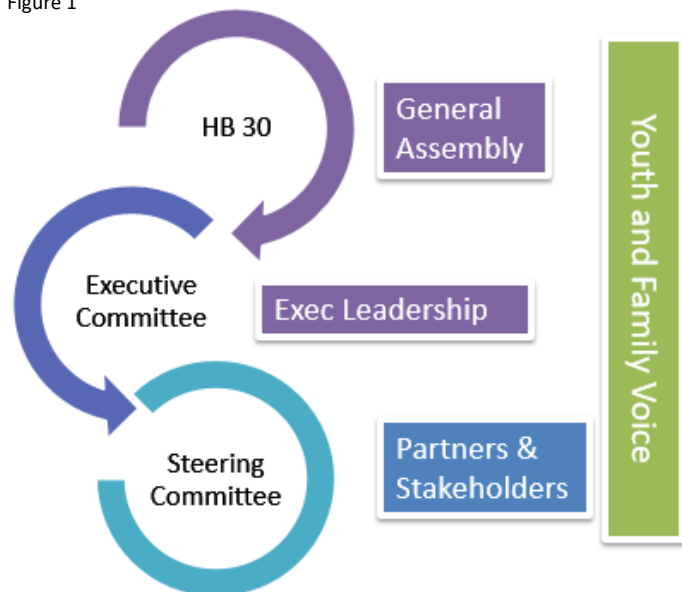 Figure 1
HB 30
General
Assembly
Executive
Committee
Exec Leadership
Steering
Committee
Partners &
Stakeholders
Youth and Family Voice